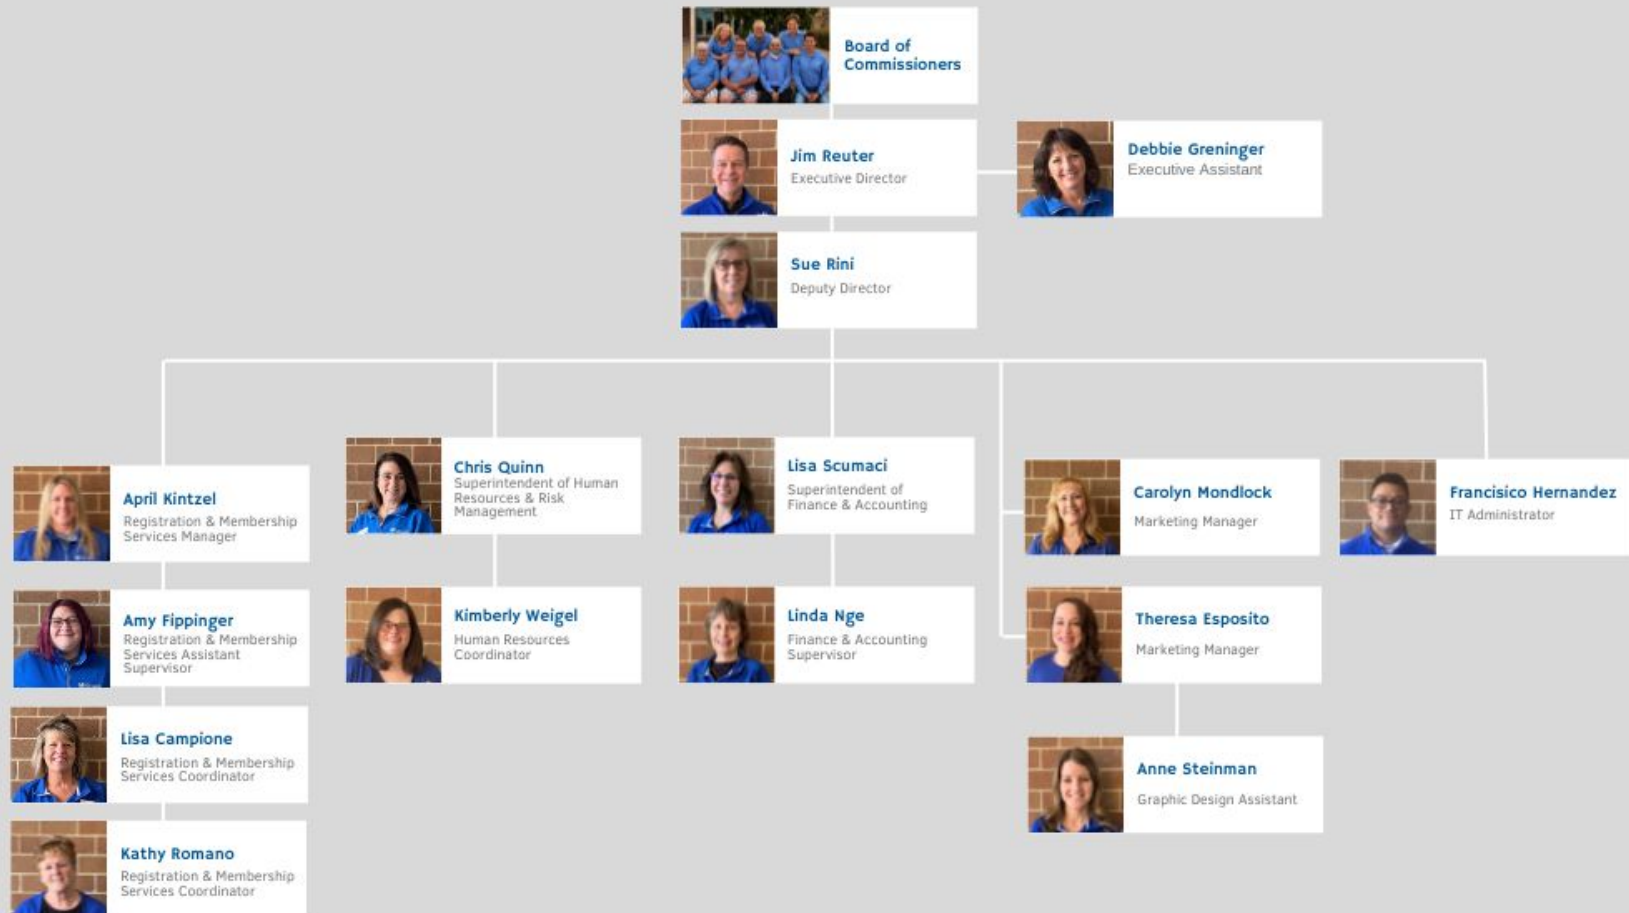 Board of
Commissioners
Jim Reuter
Executive Director
Debbie Greninger
Executive Assistant
Sue Rini
Deputy Director
April Kintzel
Registration & Membership
Services Manager
Amy Fippinger
Registration & Membership
Services Assistant
Supervisor
Lisa Campione
Registration & Membership
Services Coordinator
Kathy Romano
Registration & Membership
Services Coordinator
Chris Quinn
Superintendent of Human
Resources & Risk
Management
Kimberly Weigel
Human Resources
Coordinator
Lisa Scumaci
Superintendent of
Finance & Accounting
Linda Nge
Finance & Accounting
Supervisor
Carolyn Mondlock
Marketing Manager
Theresa Esposito
Marketing Manager
Anne Steinman
Graphic Design Assistant
Francisico Hernandez
IT Administrator